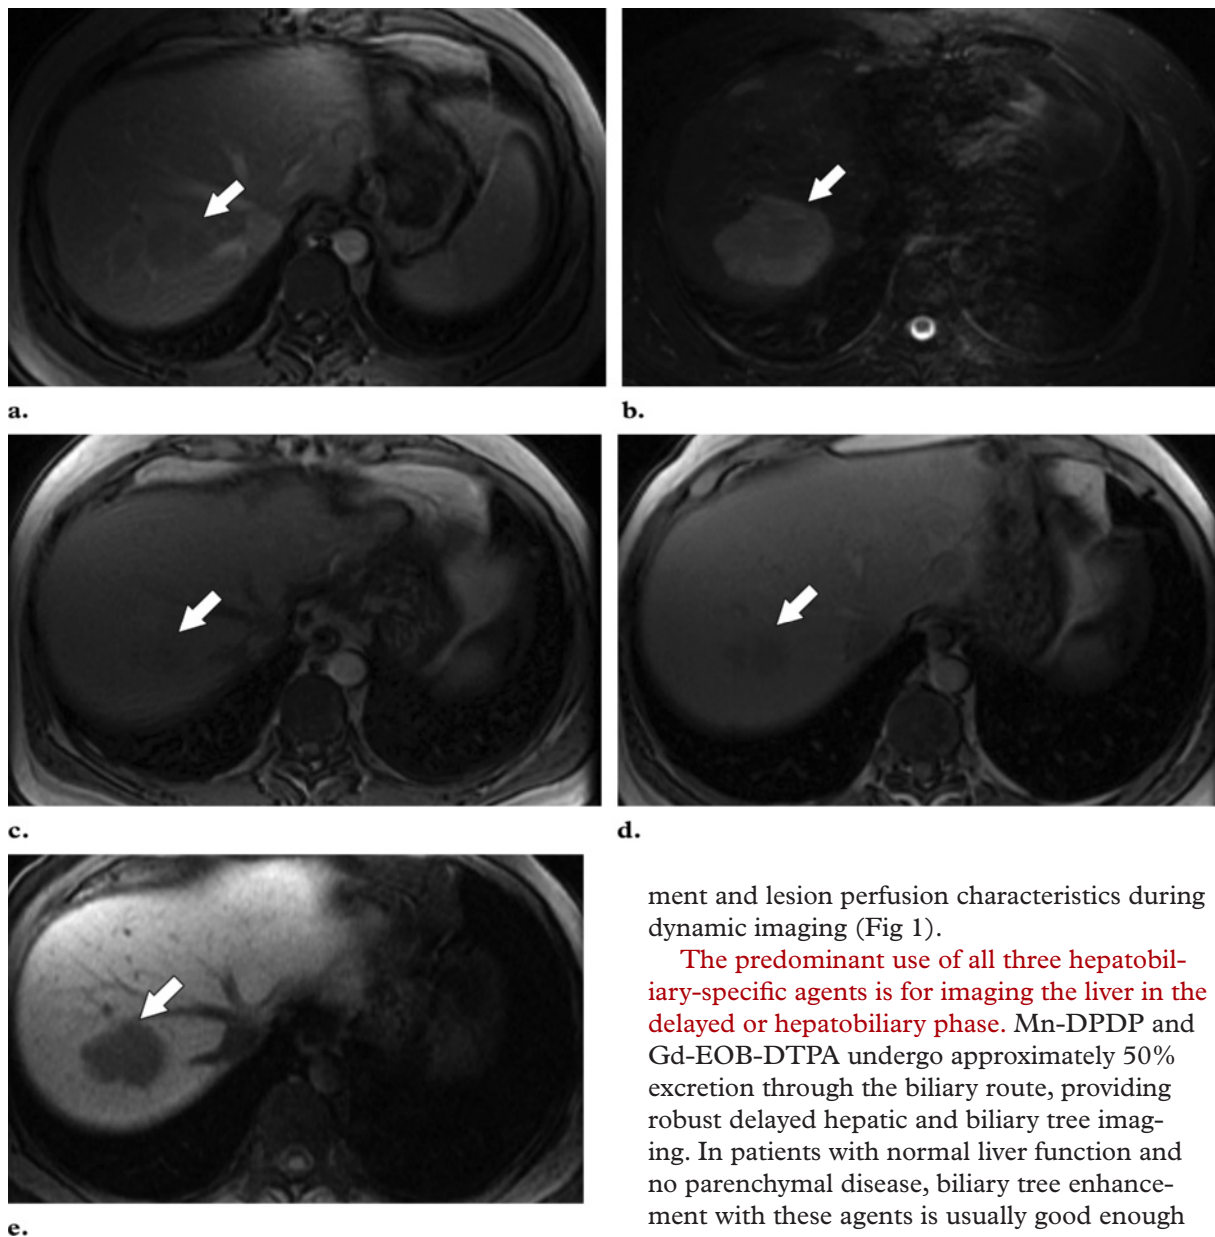 a.
b.
c.
d.
ment and lesion perfusion characteristics during
dynamic imaging (Fig 1).
The predominant use of all three hepatobil-
iary-specific agents is for imaging the liver in the
delayed or hepatobiliary phase. Mn-DPDP and
Gd-EOB-DTPA undergo approximately 50%
excretion through the biliary route, providing
robust delayed hepatic and biliary tree imag-
ing. In patients with normal liver function and
no parenchymal disease, biliary tree enhance-
ment with these agents is usually good enough
e.